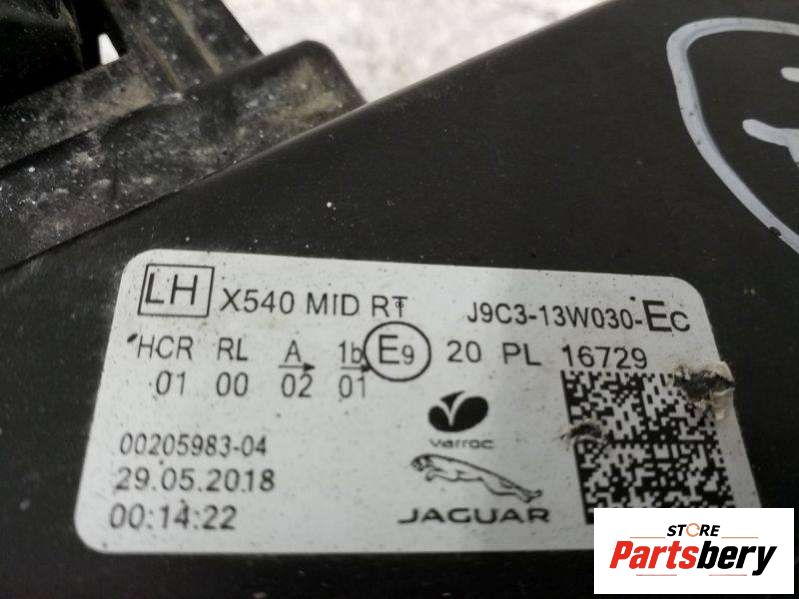 LH X540 MID RT J9C3-13W030-EC
HCR RL A 1b E9 20 PL 16729
01 00 02 01
00205983-04
29.05.2018
00:14:22
varroc
JAGUAR
STORE
Partsbery